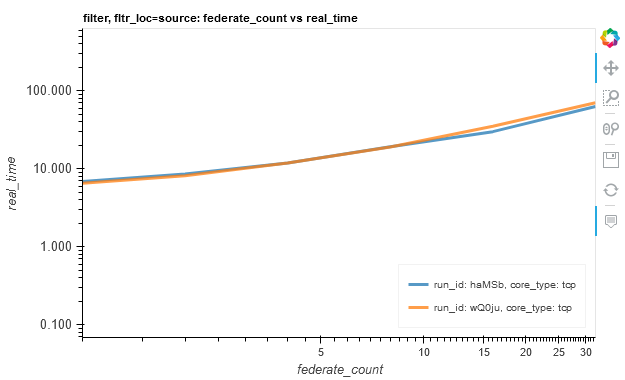 filter, fltr_loc=source: federate_count vs real_time
100.000
10.000
1.000
0.100
real_time
run_id: haMSb, core_type: tcp
run_id: wQ0ju, core_type: tcp
5
10
15
20
25
30
federate_count